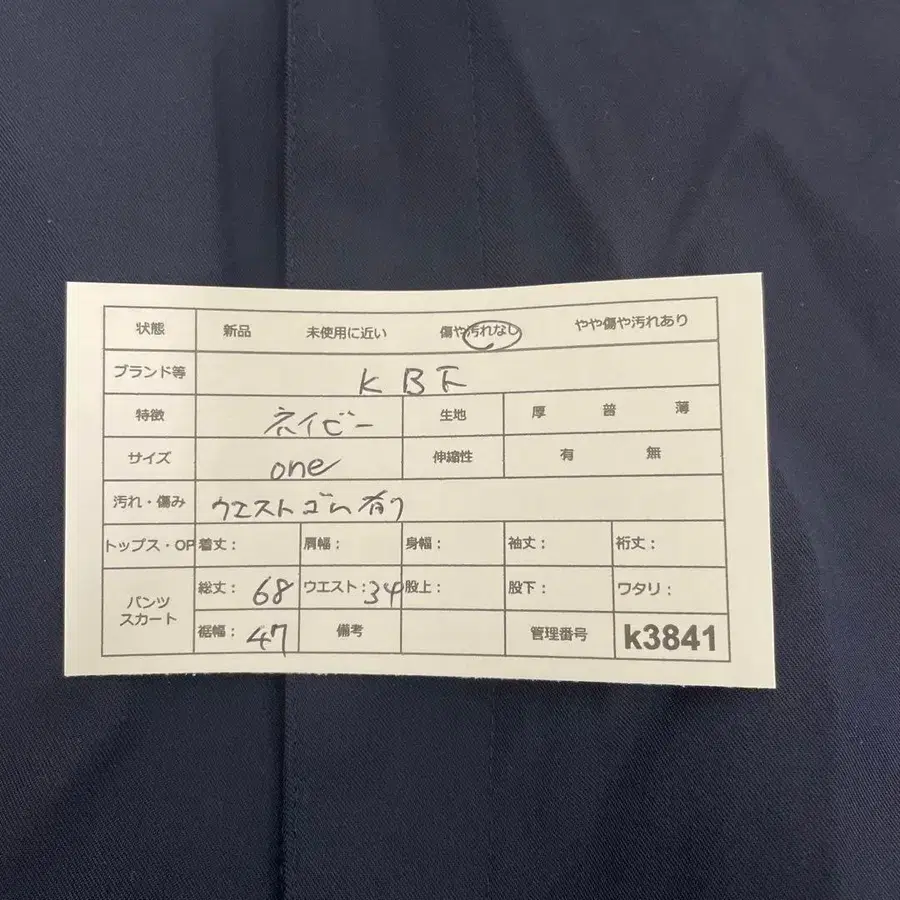 状態 新品 未使用に近い 傷や汚れなし やや傷や汚れあり
ブランド等 KBF
特徴 ネイビー 生地 厚 普 薄
サイズ one 伸縮性 有 無
汚れ・傷み ウエストゴム有り
トップス・OP 着丈: 肩幅: 身幅: 袖丈: 裄丈:
パンツ スカート 総丈: 68 ウエスト: 34 股上: 股下: ワタリ:
裾幅: 47 備考 管理番号 k3841